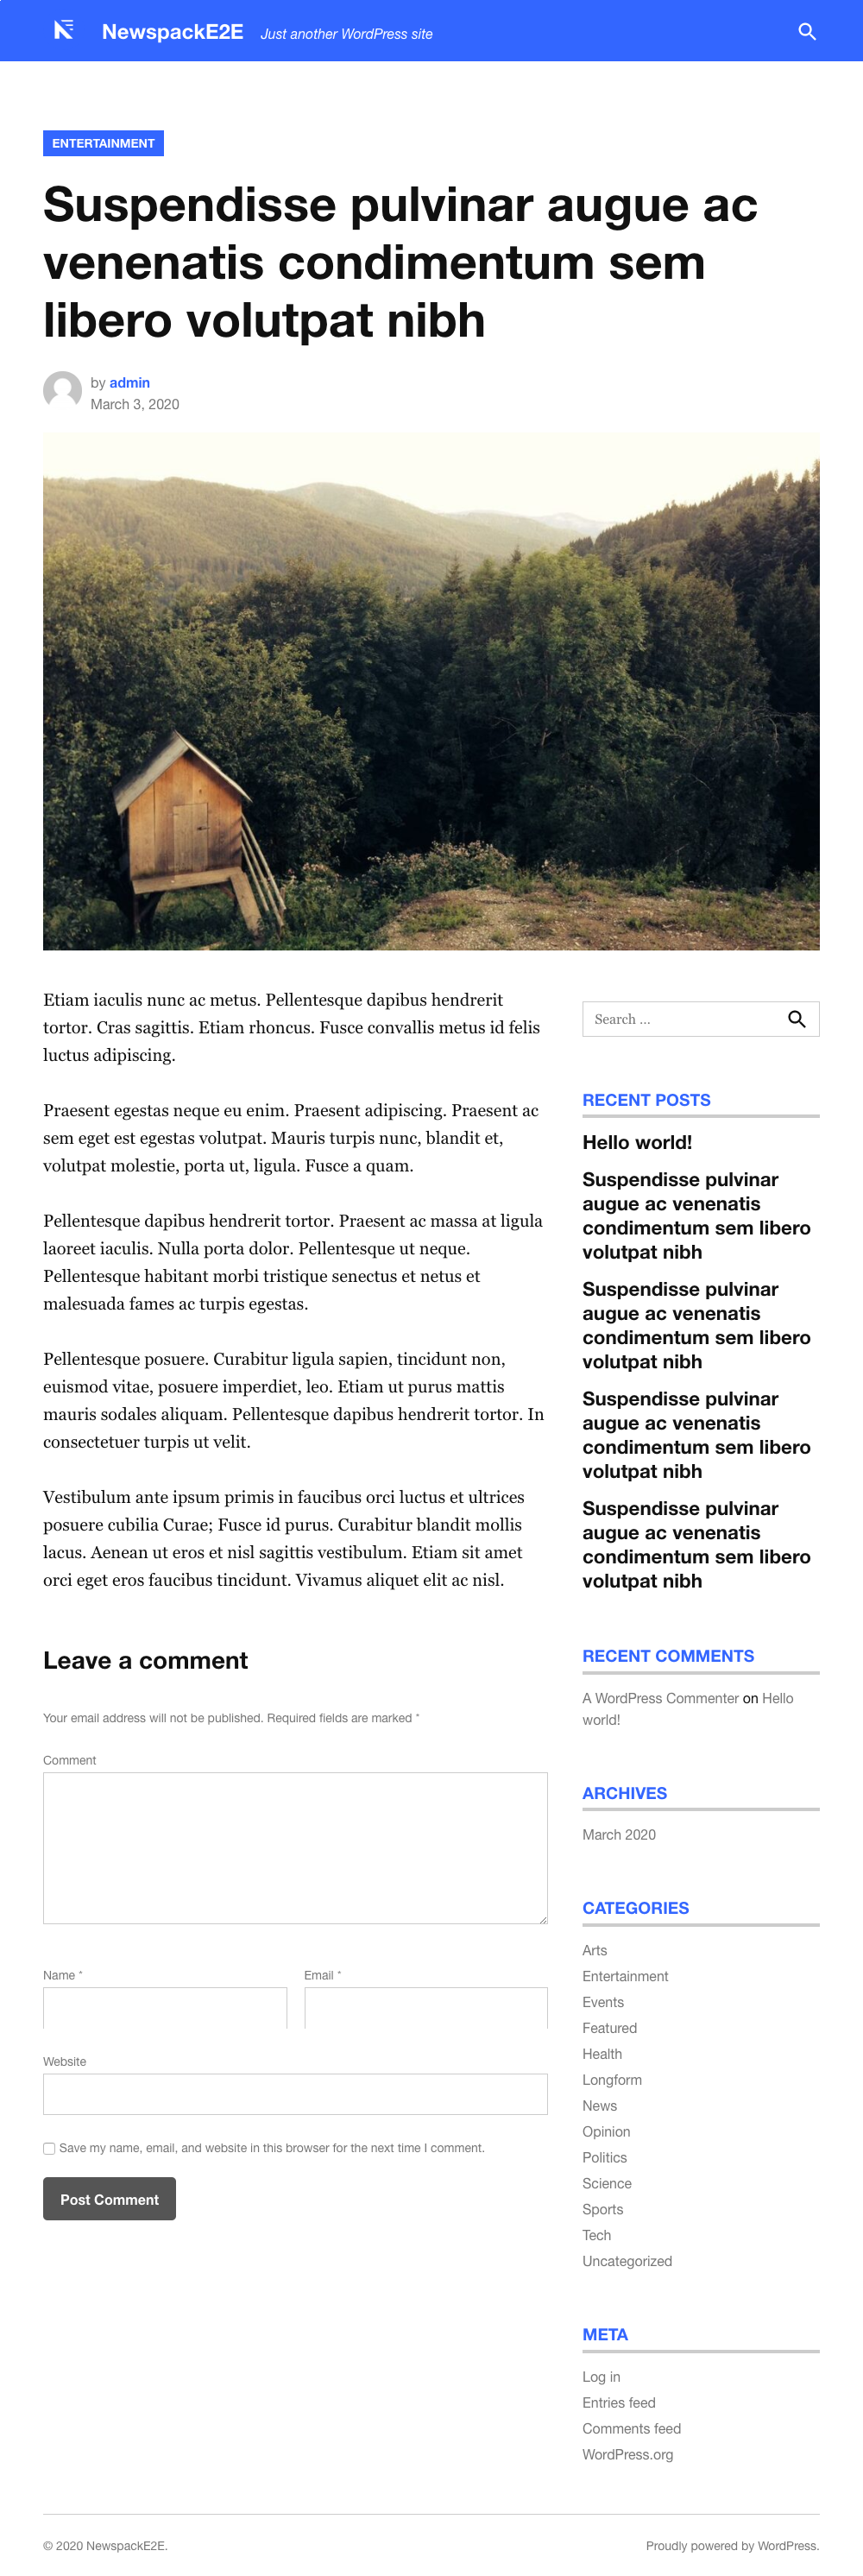 NewspackE2E Just another WordPress site
ENTERTAINMENT
Suspendisse pulvinar augue ac
venenatis condimentum sem
libero volutpat nibh
by admin
March 3, 2020
Etiam iaculis nunc ac metus. Pellentesque dapibus hendrerit
tortor. Cras sagittis. Etiam rhoncus. Fusce convallis metus id felis
luctus adipiscing.
Praesent egestas neque eu enim. Praesent adipiscing. Praesent ac
sem eget est egestas volutpat. Mauris turpis nunc, blandit et,
volutpat molestie, porta ut, ligula. Fusce a quam.
Pellentesque dapibus hendrerit tortor. Praesent ac massa at ligula
laoreet iaculis. Nulla porta dolor. Pellentesque ut neque.
Pellentesque habitant morbi tristique senectus et netus et
malesuada fames ac turpis egestas.
Pellentesque posuere. Curabitur ligula sapien, tincidunt non,
euismod vitae, posuere imperdiet, leo. Etiam ut purus mattis
mauris sodales aliquam. Pellentesque dapibus hendrerit tortor. In
consectetuer turpis ut velit.
Vestibulum ante ipsum primis in faucibus orci luctus et ultrices
posuere cubilia Curae; Fusce id purus. Curabitur blandit mollis
lacus. Aenean ut eros et nisl sagittis vestibulum. Etiam sit amet
orci eget eros faucibus tincidunt. Vivamus aliquet elit ac nisl.
Leave a comment
Your email address will not be published. Required fields are marked *
Comment
Name *
Email *
Website
Save my name, email, and website in this browser for the next time I comment.
Post Comment
Search ...
RECENT POSTS
Hello world!
Suspendisse pulvinar
augue ac venenatis
condimentum sem libero
volutpat nibh
Suspendisse pulvinar
augue ac venenatis
condimentum sem libero
volutpat nibh
Suspendisse pulvinar
augue ac venenatis
condimentum sem libero
volutpat nibh
Suspendisse pulvinar
augue ac venenatis
condimentum sem libero
volutpat nibh
RECENT COMMENTS
A WordPress Commenter on Hello
world!
ARCHIVES
March 2020
CATEGORIES
Arts
Entertainment
Events
Featured
Health
Longform
News
Opinion
Politics
Science
Sports
Tech
Uncategorized
META
Log in
Entries feed
Comments feed
WordPress.org
© 2020 NewspackE2E.
Proudly powered by WordPress.